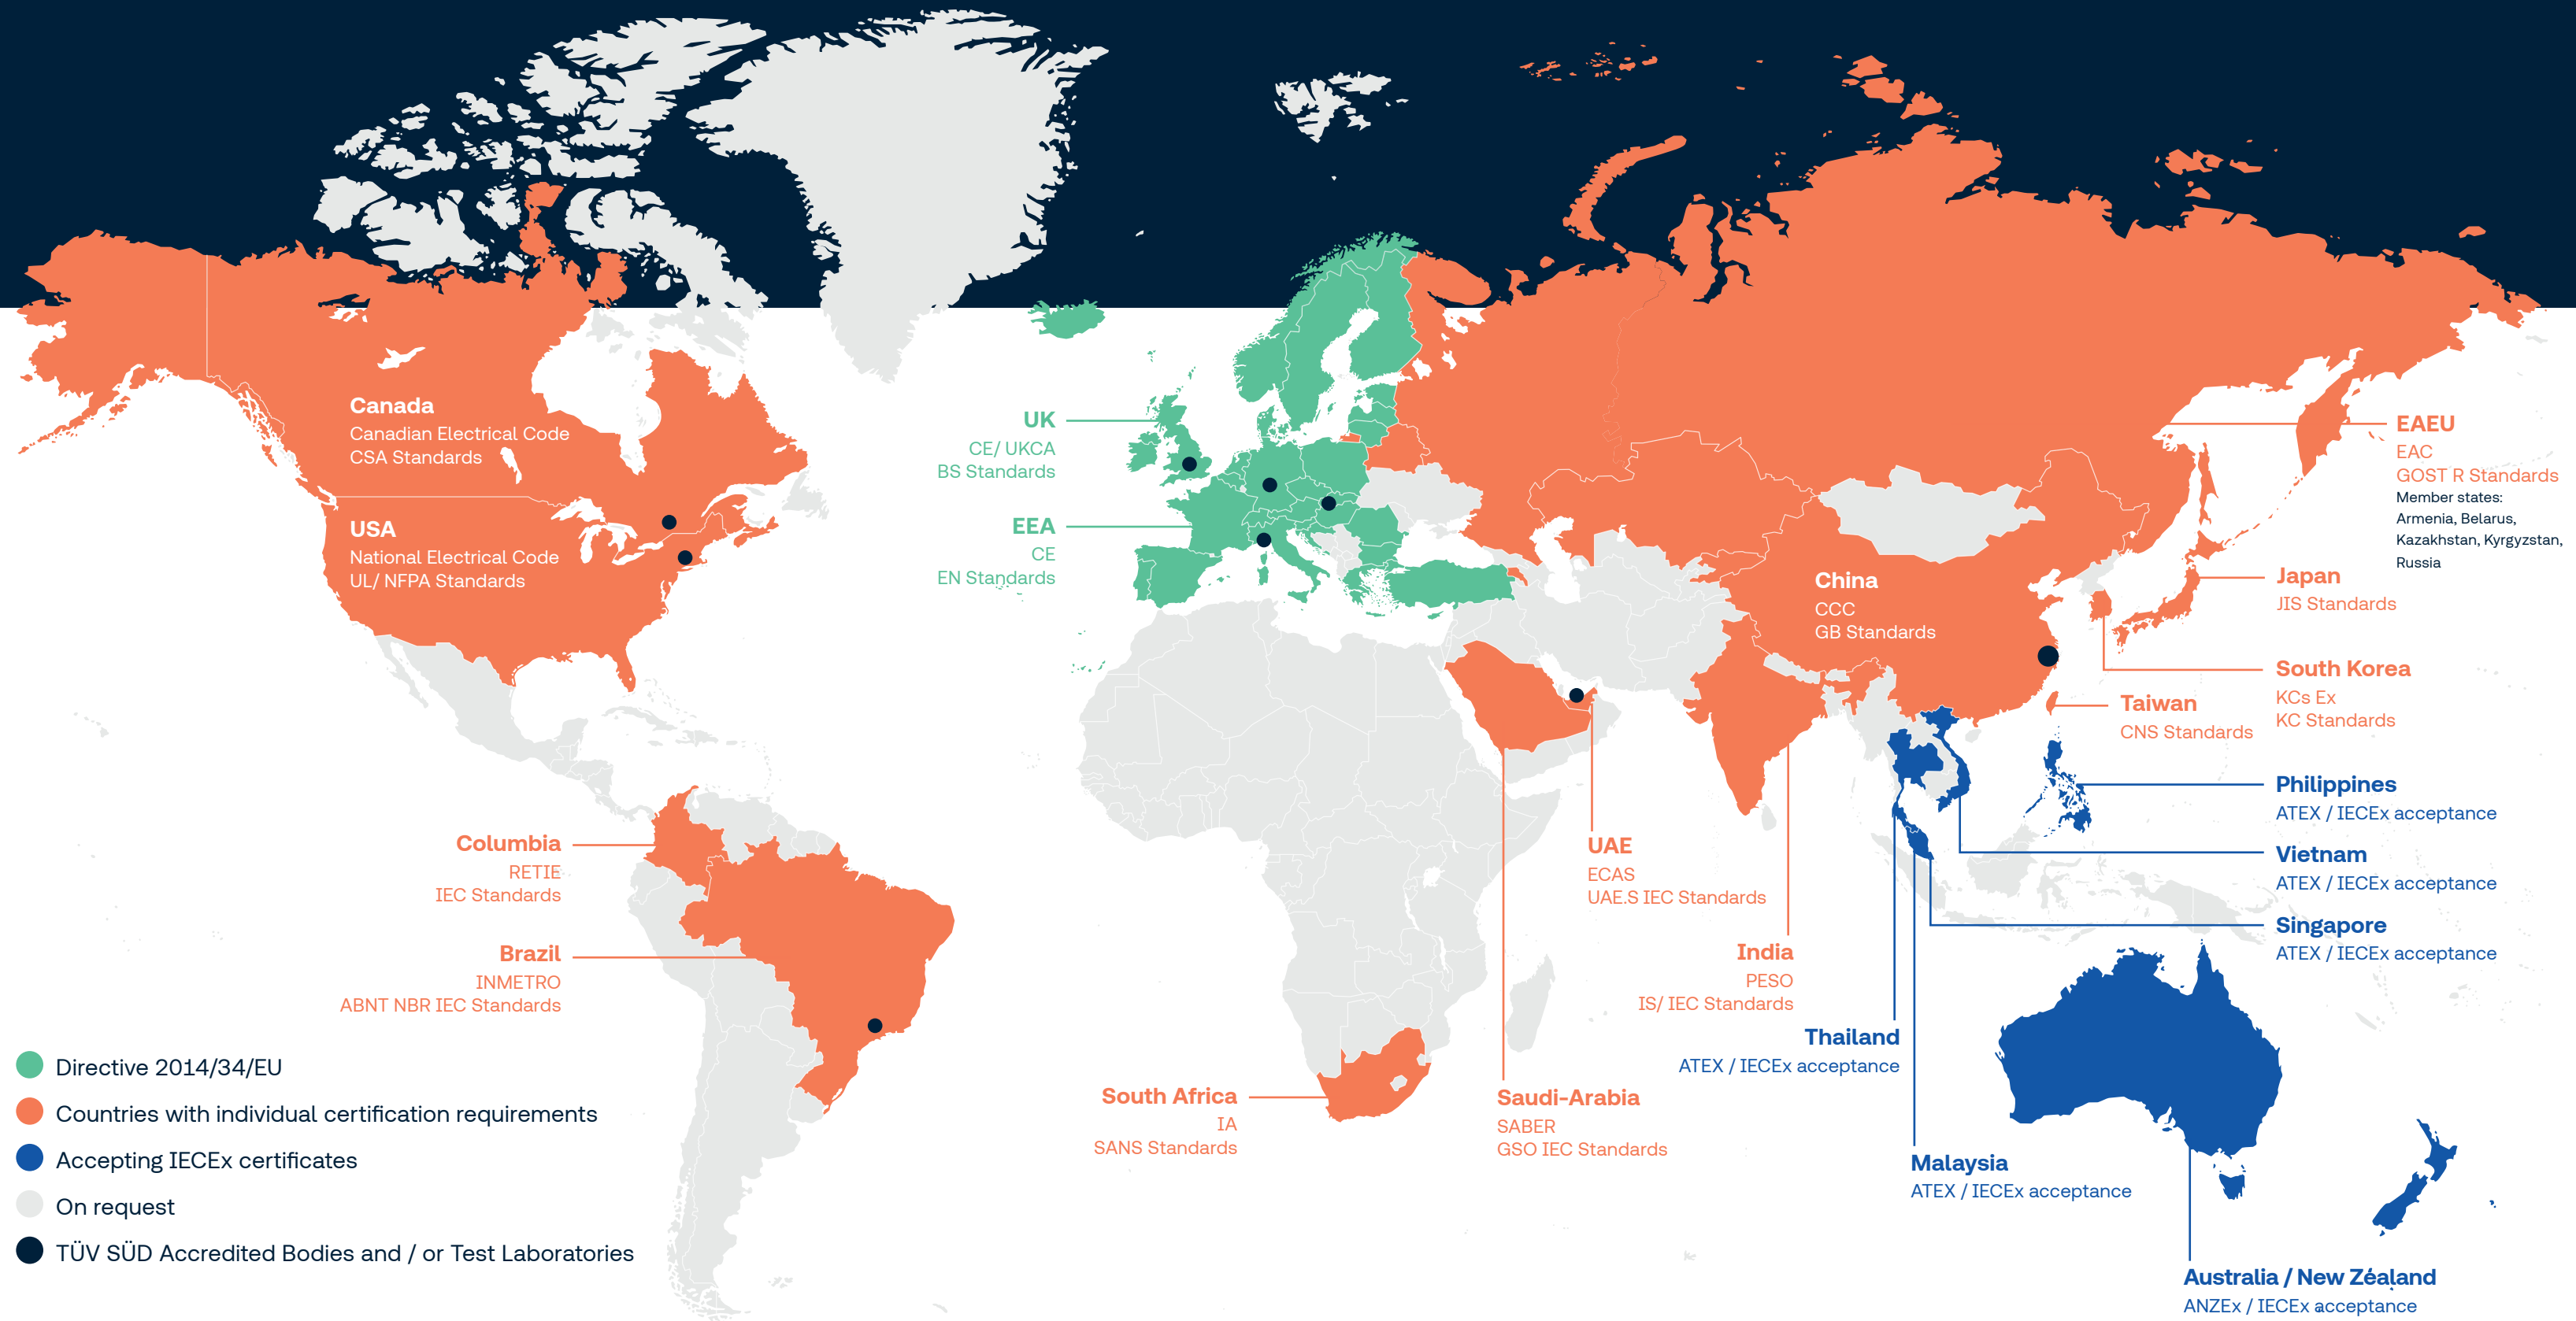 Canada
Canadian Electrical Code
CSA Standards
USA
National Electrical Code
UL/ NFPA Standards
Columbia
RETIE
IEC Standards
Brazil
INMETRO
ABNT NBR IEC Standards
UK
CE/ UKCA
BS Standards
EEA
CE
EN Standards
South Africa
IA
SANS Standards
Saudi-Arabia
SABER
GSO IEC Standards
UAE
ECAS
UAE.S IEC Standards
India
PESO
IS/ IEC Standards
China
CCC
GB Standards
EAEU
EAC
GOST R Standards
Member states:
Armenia, Belarus,
Kazakhstan, Kyrgyzstan,
Russia
Japan
JIS Standards
South Korea
KCs Ex
KC Standards
Taiwan
CNS Standards
Philippines
ATEX / IECEx acceptance
Vietnam
ATEX / IECEx acceptance
Singapore
ATEX / IECEx acceptance
Thailand
ATEX / IECEx acceptance
Malaysia
ATEX / IECEx acceptance
Australia / New Zéaland
ANZEx / IECEx acceptance
Directive 2014/34/EU
Countries with individual certification requirements
Accepting IECEx certificates
On request
TÜV SÜD Accredited Bodies and / or Test Laboratories